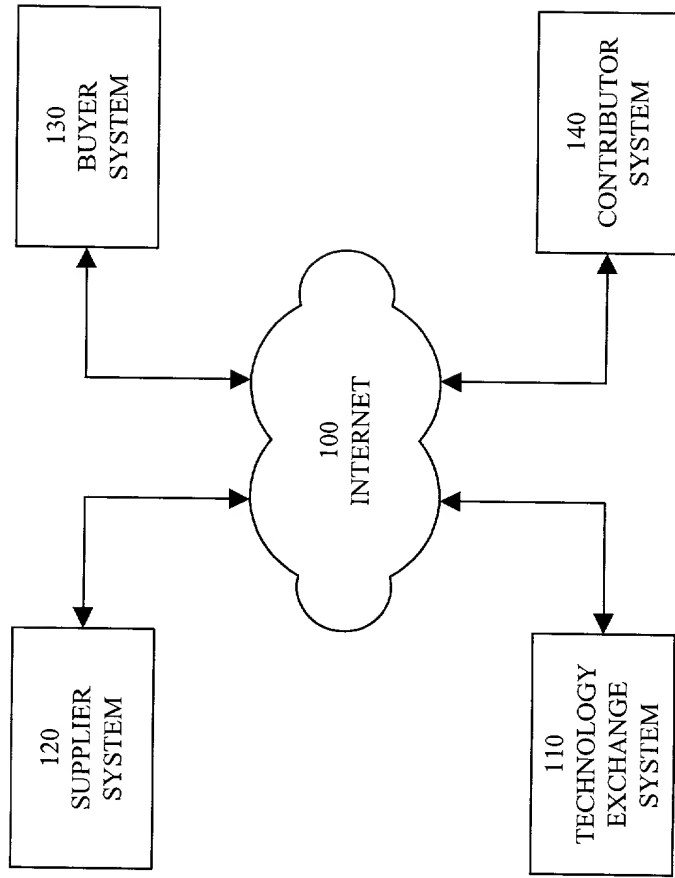 120
SUPPLIER
SYSTEM
130
BUYER
SYSTEM
100
INTERNET
110
TECHNOLOGY
EXCHANGE
SYSTEM
140
CONTRIBUTOR
SYSTEM